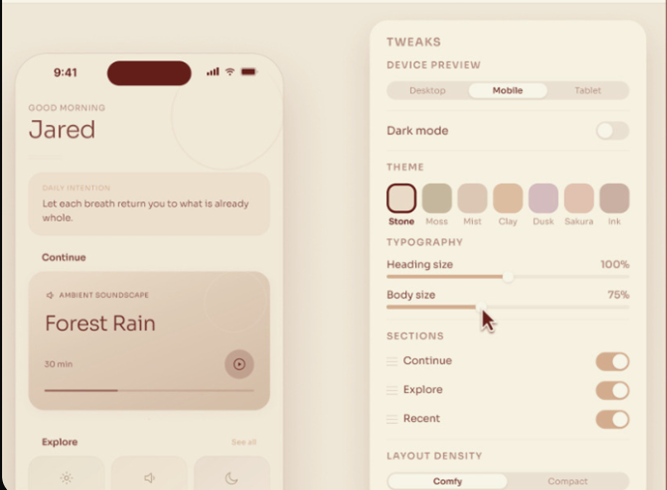 9:41
GOOD MORNING
Jared
DAILY INTENTION
Let each breath return you to what is already
whole.
Continue
AMBIENT SOUNDSCAPE
Forest Rain
30 min
Explore
See all
TWEAKS
DEVICE PREVIEW
Desktop
Mobile
Tablet
Dark mode
THEME
Stone
Moss
Mist
Clay
Dusk
Sakura
Ink
TYPOGRAPHY
Heading size
100%
Body size
75%
SECTIONS
Continue
Explore
Recent
LAYOUT DENSITY
Comfy
Compact